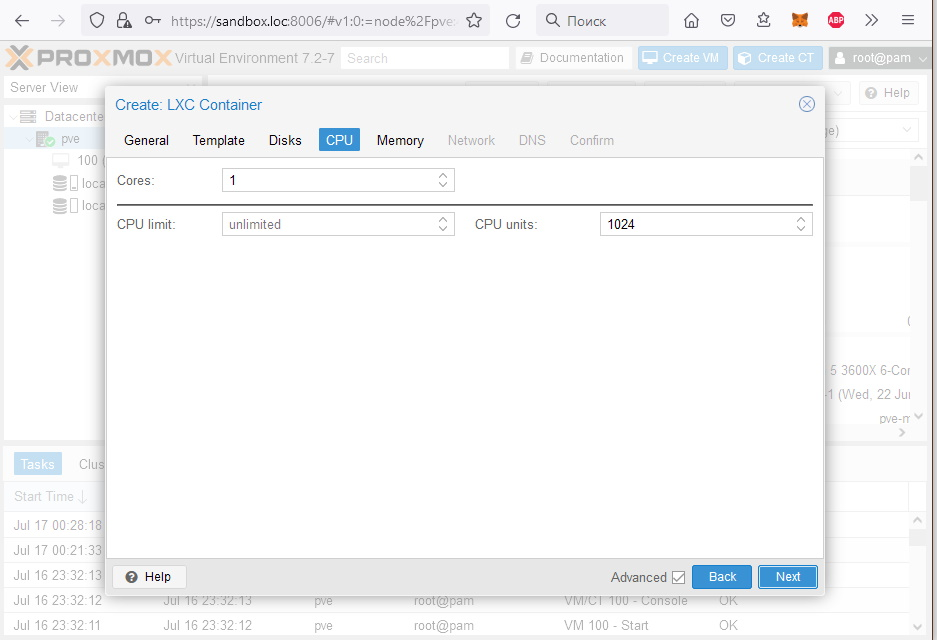 https://sandbox.loc:8006/#v1:0:=node%2Fpve
Поиск
ABP
PROXMOX Virtual Environment 7.2-7 Search Documentation Create VM Create CT root@pam
Server View
Help
Create: LXC Container
Datacente
pve
100 (
loca
loca
General Template Disks CPU Memory Network DNS Confirm
Cores: 1
CPU limit: unlimited CPU units: 1024
5 3600X 6-Cor
-1 (Wed, 22 Jur
pve-m
Tasks Clus
Start Time
Jul 17 00:28:18
Jul 17 00:21:33
Jul 16 23:32:13
Help Advanced Back Next
Jul 16 23:32:12 Jul 16 23:32:13 pve root@pam VM/CT 100 - Console OK
Jul 16 23:32:11 Jul 16 23:32:12 pve root@pam VM 100 - Start OK